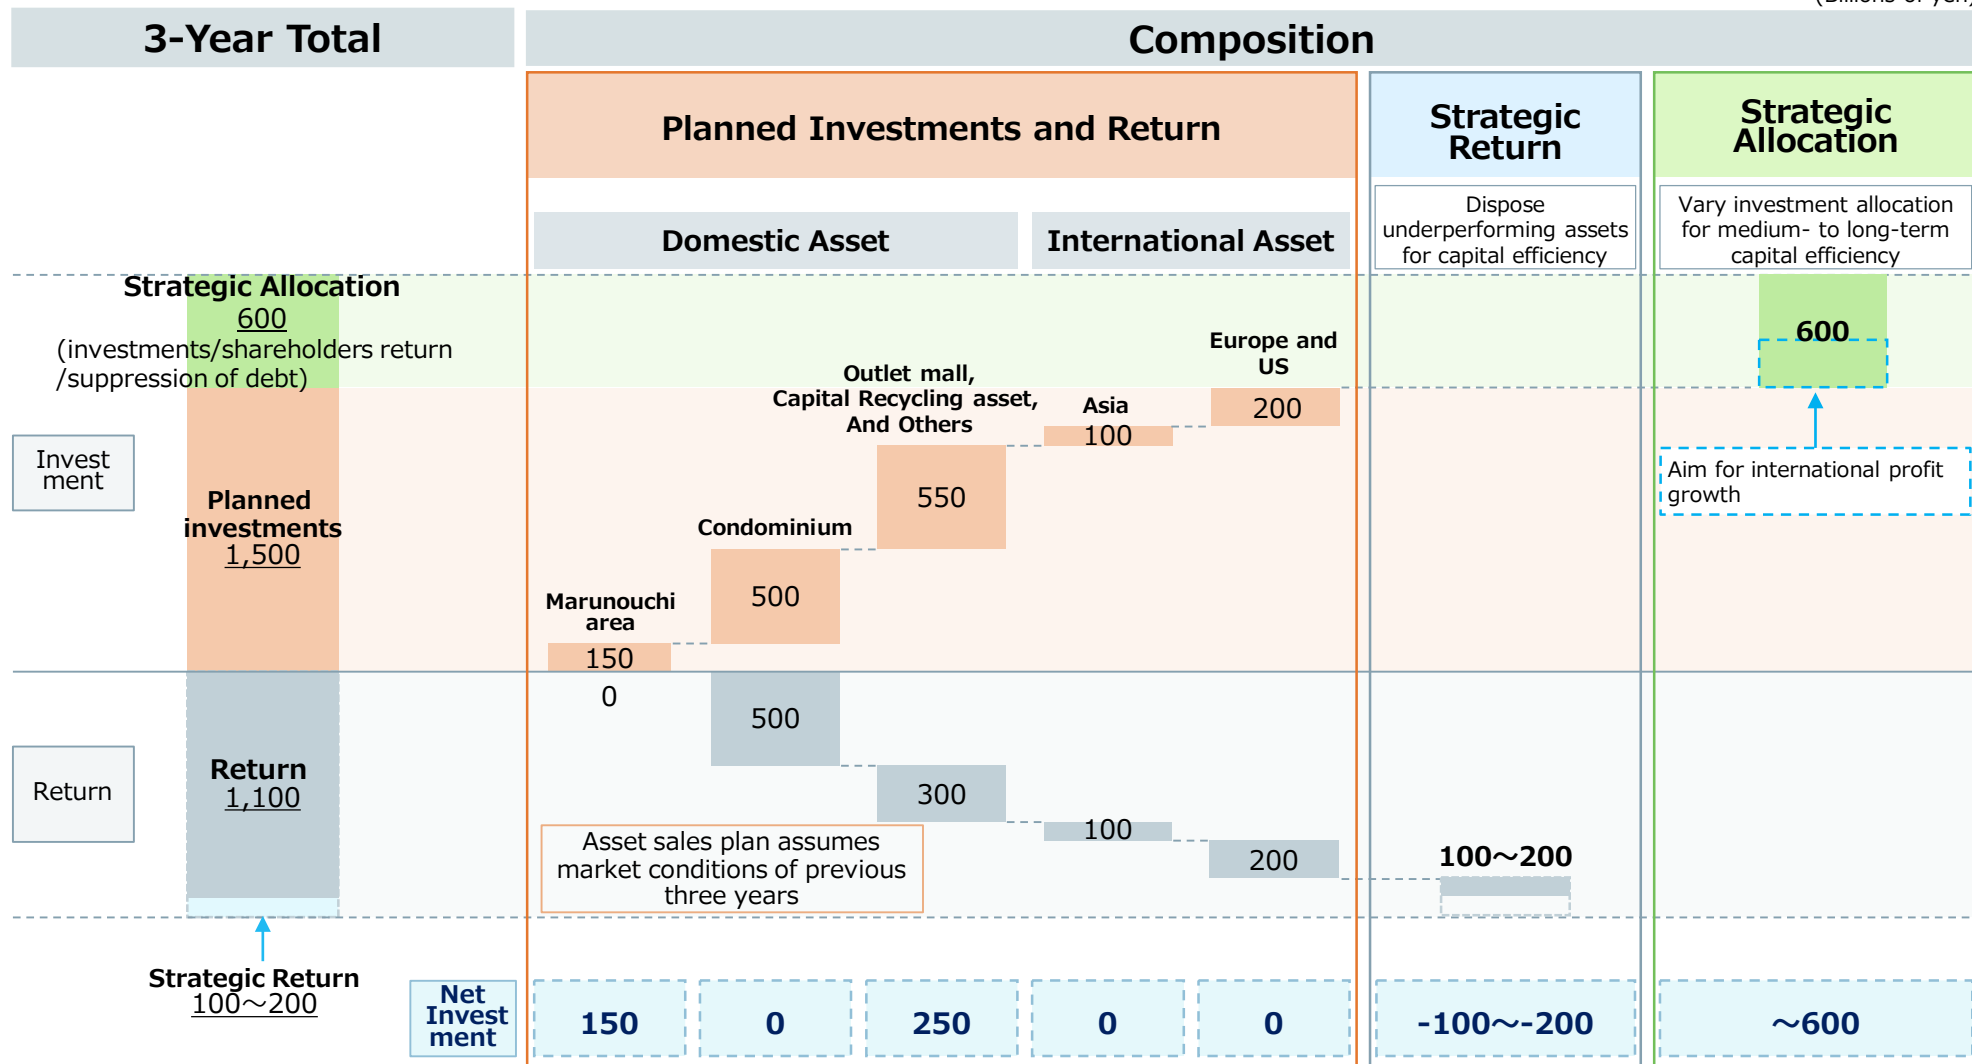 (Billions of yen)
3-Year Total
Composition
Planned Investments and Return
Strategic
Return
Strategic
Allocation
Domestic Asset
International Asset
Dispose
underperforming assets
for capital efficiency
Vary investment allocation
for medium- to long-term
capital efficiency
Strategic Allocation
600
(investments/shareholders return
/suppression of debt)
Invest
ment
Planned
investments
1,500
Marunouchi
area
150
0
Condominium
500
500
Outlet mall,
Capital Recycling asset,
And Others
550
300
Asia
100
100
Europe and
US
200
200
600
Aim for international profit
growth
Return
Return
1,100
Asset sales plan assumes
market conditions of previous
three years
100～200
Strategic Return
100～200
Net
Invest
ment
150
0
250
0
0
-100～-200
～600